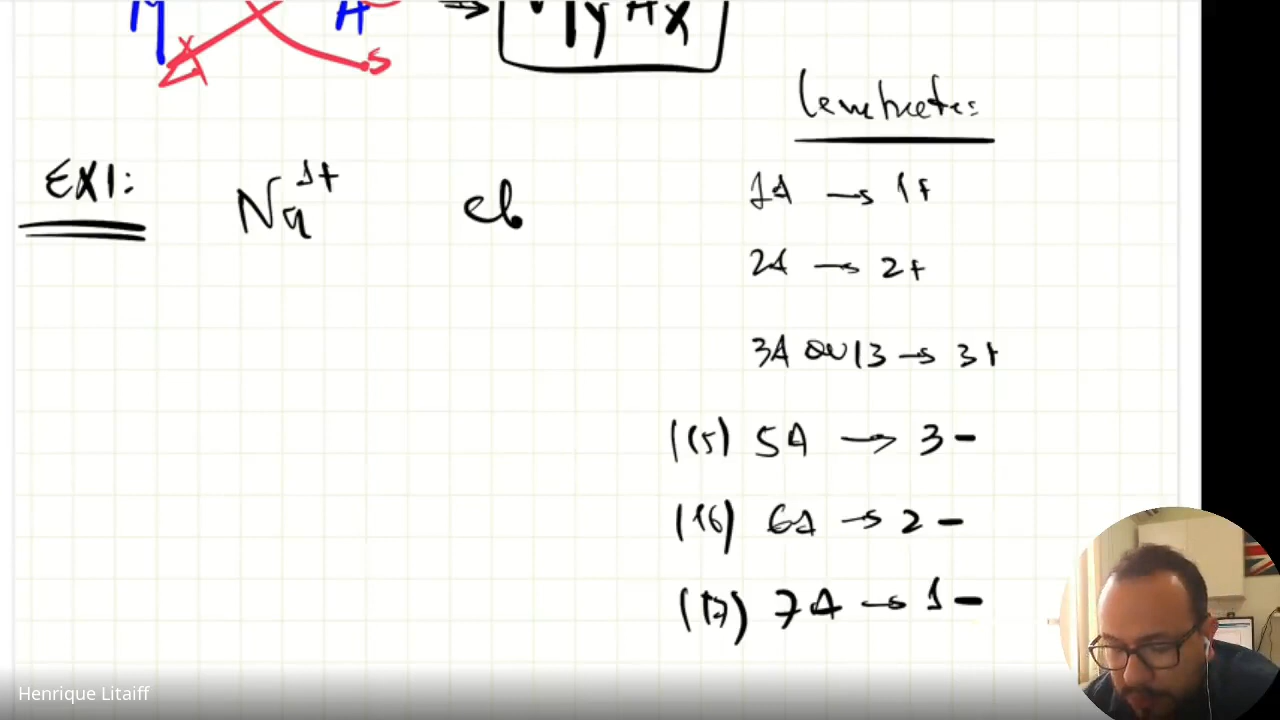 M A → MyAx
x
Lembrete:
EX1: Na1+ Cl
1A → 1+
2A → 2+
3A ou 13 → 3+
(15) 5A → 3-
(16) 6A → 2-
(17) 7A → 1-
Henrique Litaiff